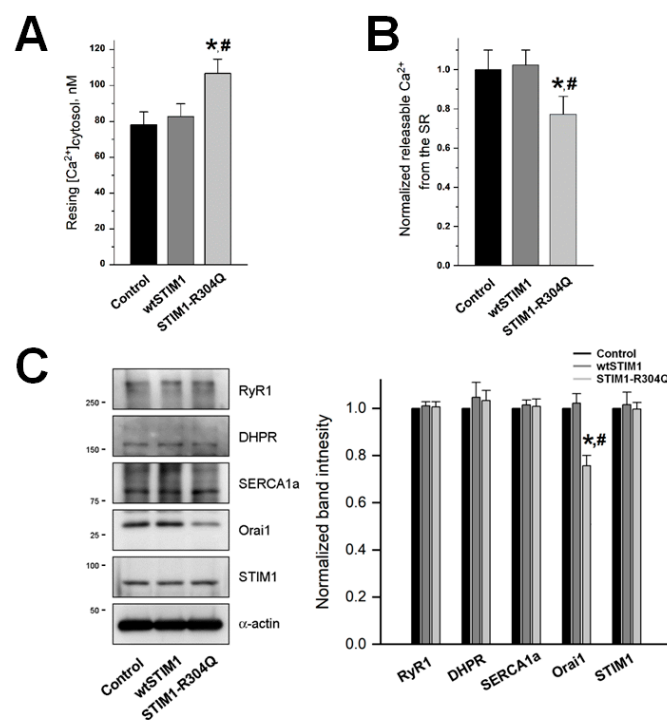 A
Resing [Ca²⁺]cytosol, nM
120
100
80
60
40
20
0
*,#
Control
wtSTIM1
STIM1-R304Q
B
Normalized releasable Ca²⁺
from the SR
1.0
0.8
0.6
0.4
0.2
0.0
*,#
Control
wtSTIM1
STIM1-R304Q
C
250
RyR1
150
DHPR
75
SERCA1a
25
Orai1
100
STIM1
50
α-actin
Control
wtSTIM1
STIM1-R304Q
Control
wtSTIM1
STIM1-R304Q
Normalized band intnesity
1.0
0.8
0.6
0.4
0.2
0.0
*,#
RyR1
DHPR
SERCA1a
Orai1
STIM1